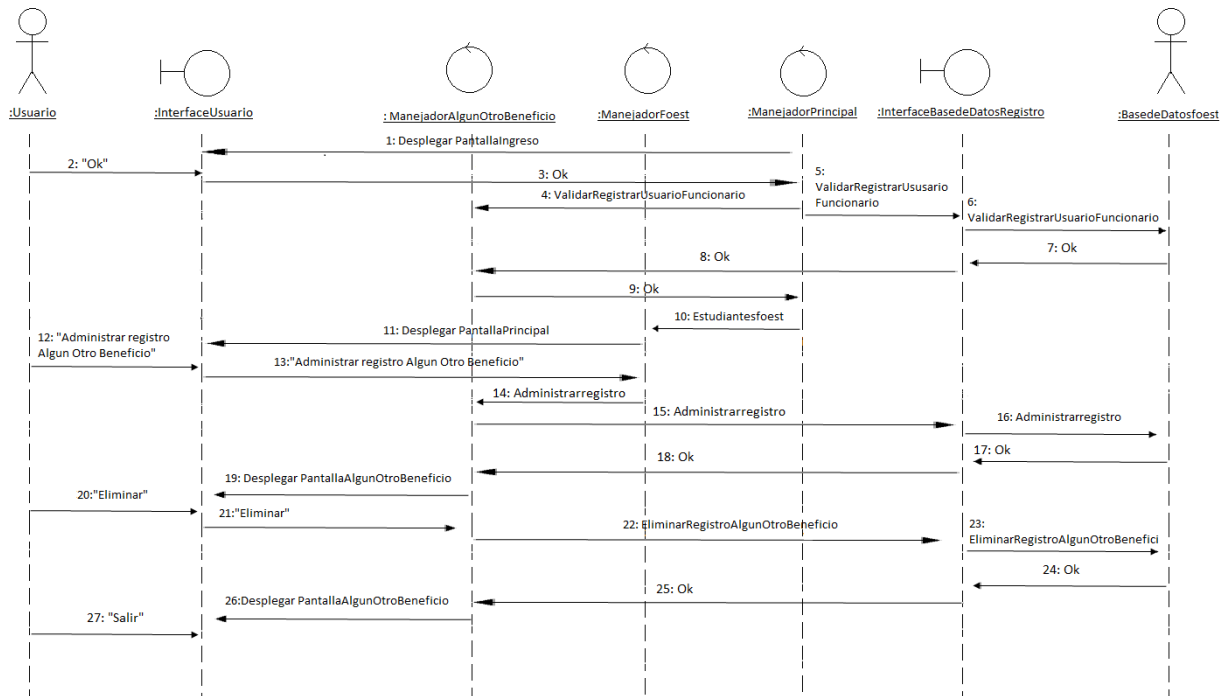 :Usuario
:InterfaceUsuario
: ManejadorAlgunOtroBeneficio
:ManejadorFoest
:ManejadorPrincipal
:InterfaceBasedeDatosRegistro
:BasedeDatosfoest
1: Desplegar PantallaIngreso
2: "Ok"
3: Ok
4: ValidarRegistrarUsuarioFuncionario
5:
ValidarRegistrarUsusario
Funcionario
6:
ValidarRegistrarUsuarioFuncionario
7: Ok
8: Ok
9: Ok
10: Estudiantesfoest
11: Desplegar PantallaPrincipal
12: "Administrar registro
Algun Otro Beneficio"
13:"Administrar registro Algun Otro Beneficio"
14: Administrarregistro
15: Administrarregistro
16: Administrarregistro
17: Ok
18: Ok
19: Desplegar PantallaAlgunOtroBeneficio
20:"Eliminar"
21:"Eliminar"
22: EliminarRegistroAlgunOtroBeneficio
23:
EliminarRegistroAlgunOtroBenefici
24: Ok
25: Ok
26:Desplegar PantallaAlgunOtroBeneficio
27: "Salir"